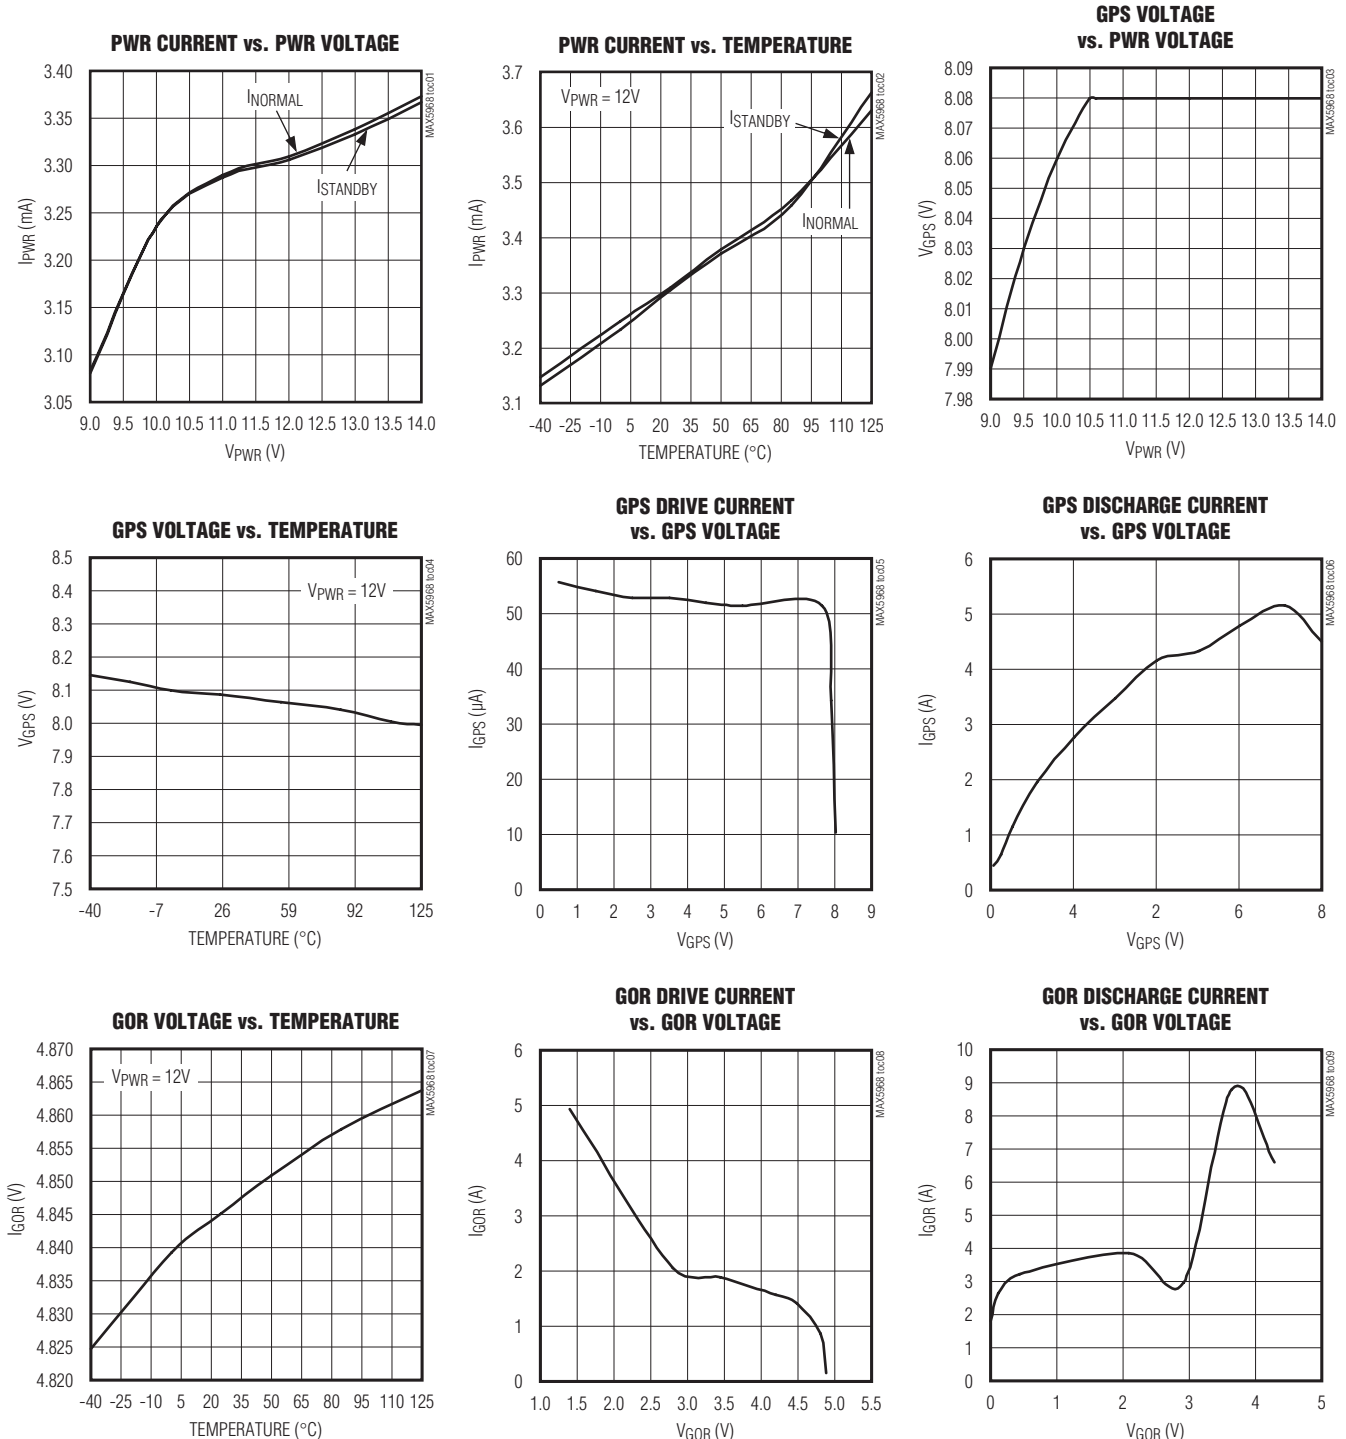 PWR CURRENT vs. PWR VOLTAGE
3.40
3.35
3.30
3.25
3.20
3.15
3.10
3.05
IPWR (mA)
INORMAL
ISTANDBY
MAX5968 toc01
9.0 9.5 10.0 10.5 11.0 11.5 12.0 12.5 13.0 13.5 14.0
VPWR (V)
PWR CURRENT vs. TEMPERATURE
3.7
3.6
3.5
3.4
3.3
3.2
3.1
IPWR (mA)
VPWR = 12V
ISTANDBY
INORMAL
MAX5968 toc02
-40 -25 -10 5 20 35 50 65 80 95 110 125
TEMPERATURE (°C)
GPS VOLTAGE
vs. PWR VOLTAGE
8.09
8.08
8.07
8.06
8.05
8.04
8.03
8.02
8.01
8.00
7.99
7.98
VGPS (V)
MAX5968 toc03
9.0 9.5 10.0 10.5 11.0 11.5 12.0 12.5 13.0 13.5 14.0
VPWR (V)
GPS VOLTAGE vs. TEMPERATURE
8.5
8.4
8.3
8.2
8.1
8.0
7.9
7.8
7.7
7.6
7.5
VGPS (V)
VPWR = 12V
MAX5968 toc04
-40 -7 26 59 92 125
TEMPERATURE (°C)
GPS DRIVE CURRENT
vs. GPS VOLTAGE
60
50
40
30
20
10
0
IGPS (µA)
MAX5968 toc05
0 1 2 3 4 5 6 7 8 9
VGPS (V)
GPS DISCHARGE CURRENT
vs. GPS VOLTAGE
6
5
4
3
2
1
0
IGPS (A)
MAX5968 toc06
0 4 2 6 8
VGPS (V)
GOR VOLTAGE vs. TEMPERATURE
4.870
4.865
4.860
4.855
4.850
4.845
4.840
4.835
4.830
4.825
4.820
IGOR (V)
VPWR = 12V
MAX5968 toc07
-40 -25 -10 5 20 35 50 65 80 95 110 125
TEMPERATURE (°C)
GOR DRIVE CURRENT
vs. GOR VOLTAGE
6
5
4
3
2
1
0
IGOR (A)
MAX5968 toc08
1.0 1.5 2.0 2.5 3.0 3.5 4.0 4.5 5.0 5.5
VGOR (V)
GOR DISCHARGE CURRENT
vs. GOR VOLTAGE
10
9
8
7
6
5
4
3
2
1
0
IGOR (A)
MAX5968 toc09
0 1 2 3 4 5
VGOR (V)